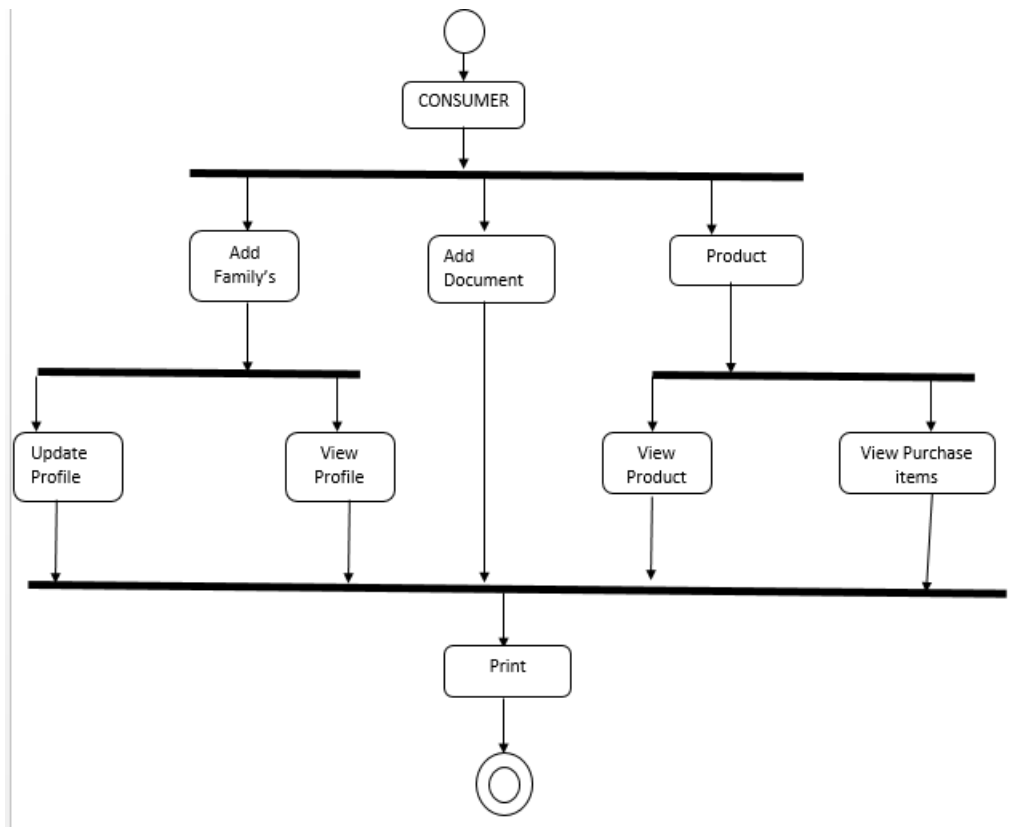 CONSUMER
Add
Family's
Add
Document
Product
Update
Profile
View
Profile
View
Product
View Purchase
items
Print